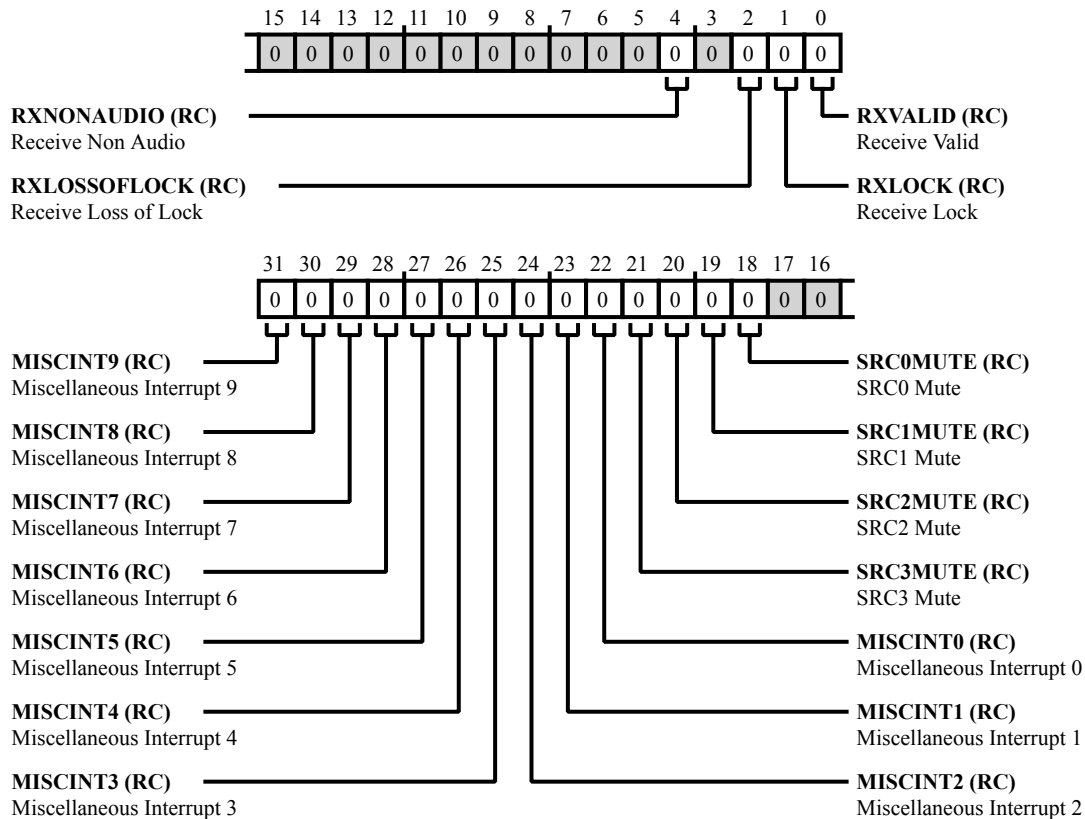 15 14 13 12 11 10 9 8 7 6 5 4 3 2 1 0
0 0 0 0 0 0 0 0 0 0 0 0 0 0 0 0
RXNONAUDIO (RC)
Receive Non Audio
RXVALID (RC)
Receive Valid
RXLOSSOFLOCK (RC)
Receive Loss of Lock
RXLOCK (RC)
Receive Lock
31 30 29 28 27 26 25 24 23 22 21 20 19 18 17 16
0 0 0 0 0 0 0 0 0 0 0 0 0 0 0 0
MISCINT9 (RC)
Miscellaneous Interrupt 9
SRC0MUTE (RC)
SRC0 Mute
MISCINT8 (RC)
Miscellaneous Interrupt 8
SRC1MUTE (RC)
SRC1 Mute
MISCINT7 (RC)
Miscellaneous Interrupt 7
SRC2MUTE (RC)
SRC2 Mute
MISCINT6 (RC)
Miscellaneous Interrupt 6
SRC3MUTE (RC)
SRC3 Mute
MISCINT5 (RC)
Miscellaneous Interrupt 5
MISCINT0 (RC)
Miscellaneous Interrupt 0
MISCINT4 (RC)
Miscellaneous Interrupt 4
MISCINT1 (RC)
Miscellaneous Interrupt 1
MISCINT3 (RC)
Miscellaneous Interrupt 3
MISCINT2 (RC)
Miscellaneous Interrupt 2